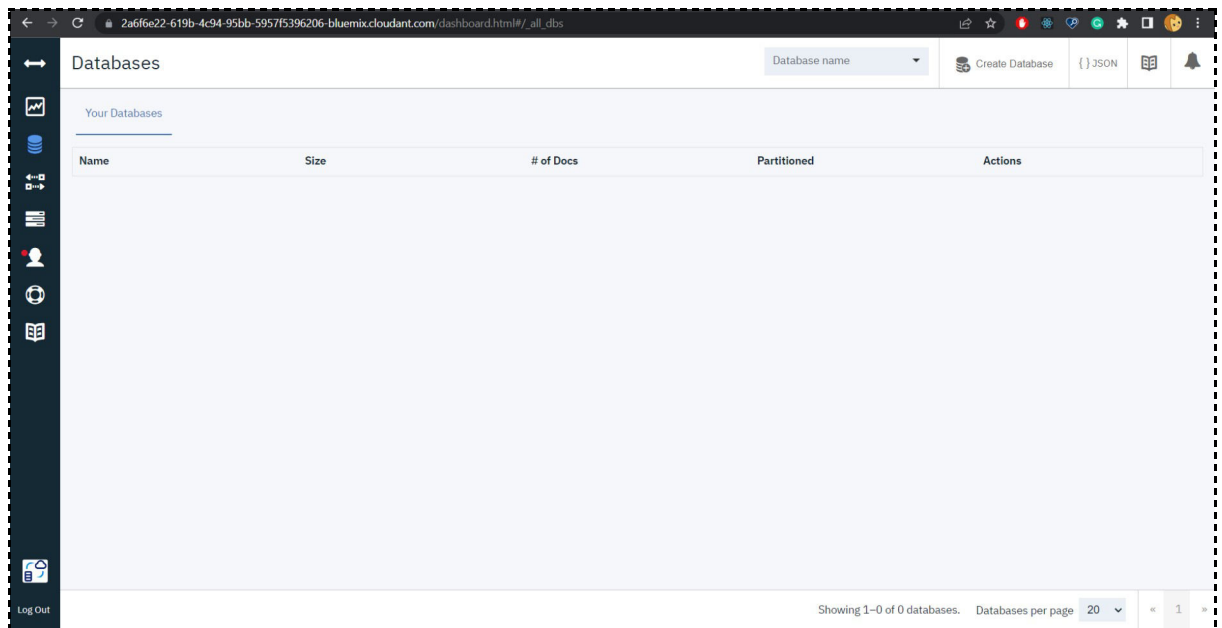 2a6f6e22-619b-4c94-95bb-5957f5396206-bluemix.cloudant.com/dashboard.html#/_all_dbs
Databases
Database name
Create Database
{ } JSON
Your Databases
Name Size # of Docs Partitioned Actions
Log Out
Showing 1–0 of 0 databases. Databases per page 20 « 1 »